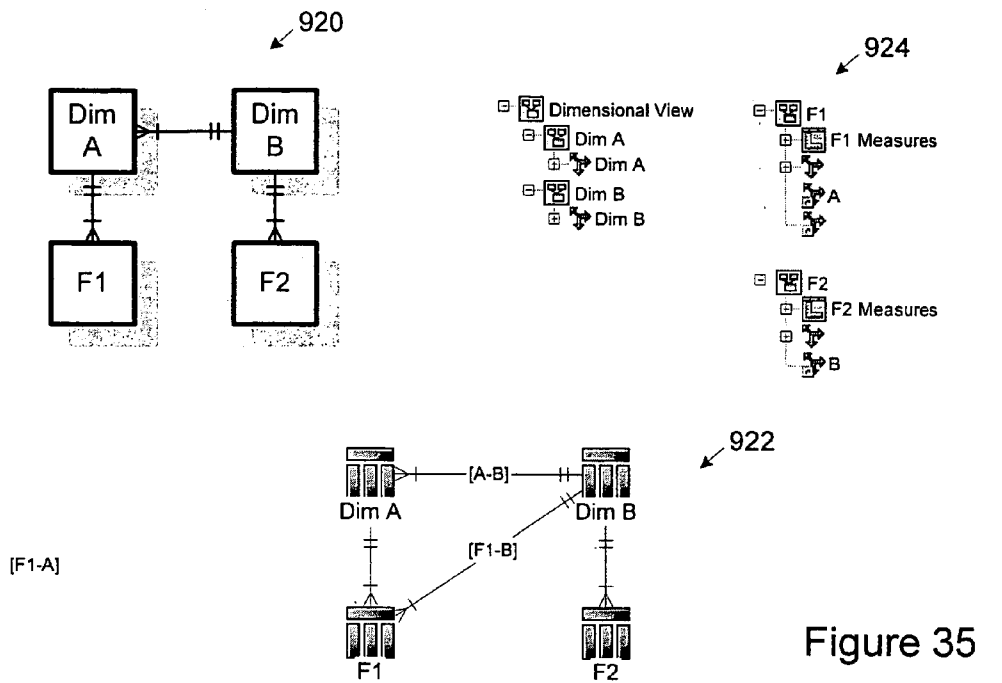 920
924
Dim A
Dim B
F1
F2
Dimensional View
Dim A
Dim A
Dim B
Dim B
F1
F1 Measures
A
F2
F2 Measures
B
922
[A-B]
Dim A
Dim B
[F1-B]
[F1-A]
F1
F2
Figure 35